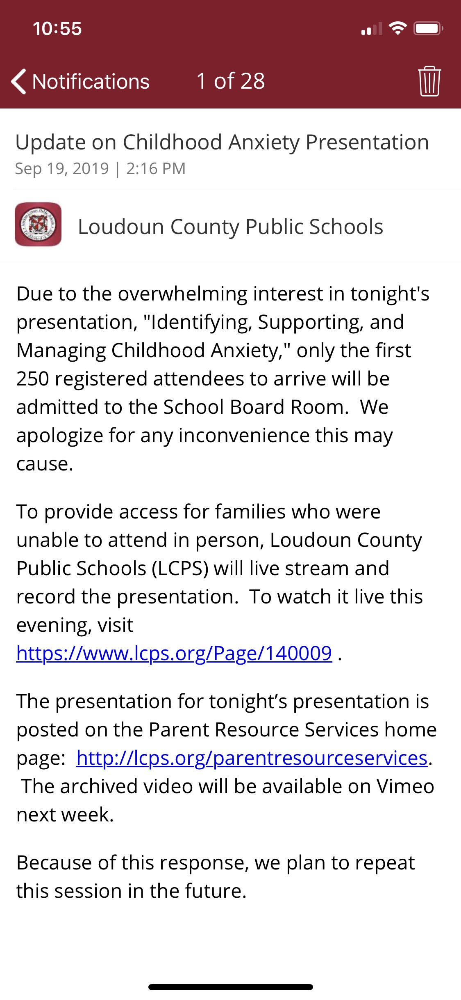 10:55
Notifications 1 of 28
Update on Childhood Anxiety Presentation
Sep 19, 2019 | 2:16 PM
Loudoun County Public Schools
Due to the overwhelming interest in tonight's
presentation, "Identifying, Supporting, and
Managing Childhood Anxiety," only the first
250 registered attendees to arrive will be
admitted to the School Board Room.  We
apologize for any inconvenience this may
cause.
To provide access for families who were
unable to attend in person, Loudoun County
Public Schools (LCPS) will live stream and
record the presentation.  To watch it live this
evening, visit
https://www.lcps.org/Page/140009 .
The presentation for tonight’s presentation is
posted on the Parent Resource Services home
page:  http://lcps.org/parentresourceservices.
The archived video will be available on Vimeo
next week.
Because of this response, we plan to repeat
this session in the future.